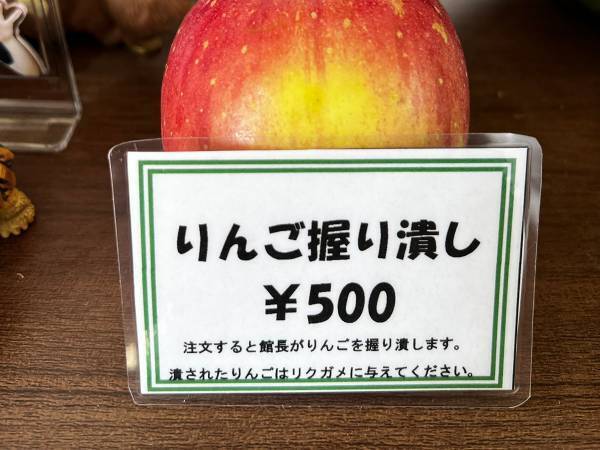 りんご握り潰し
￥500
注文すると館長がりんごを握り潰します。
潰されたりんごはリクガメに与えてください。